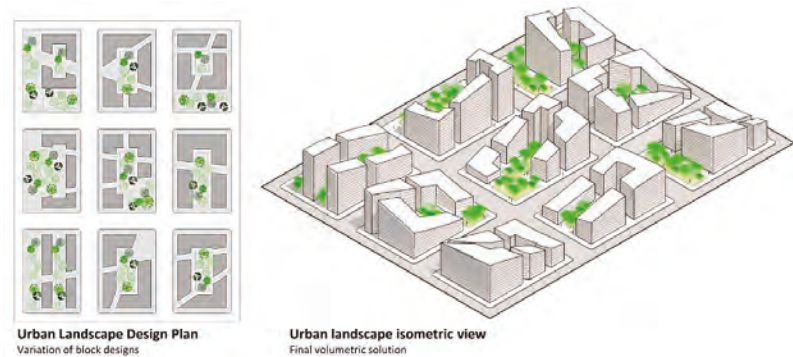 Urban Landscape Design Plan
Variation of block designs
Urban landscape isometric view
Final volumetric solution